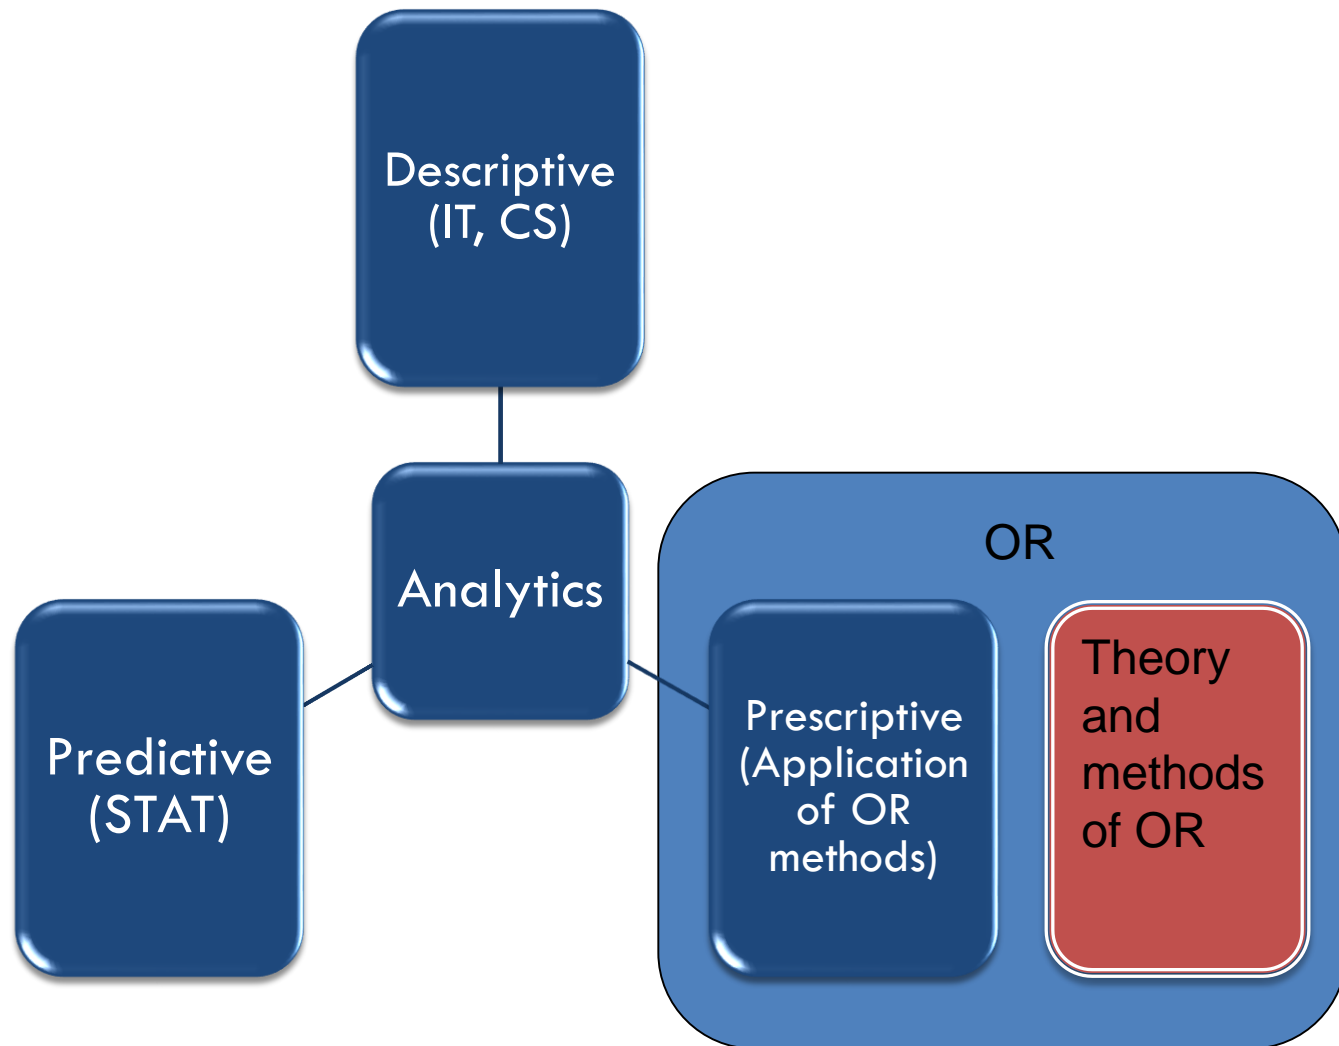 Descriptive
(IT, CS)
Analytics
OR
Predictive
(STAT)
Prescriptive
(Application
of OR
methods)
Theory
and
methods
of OR